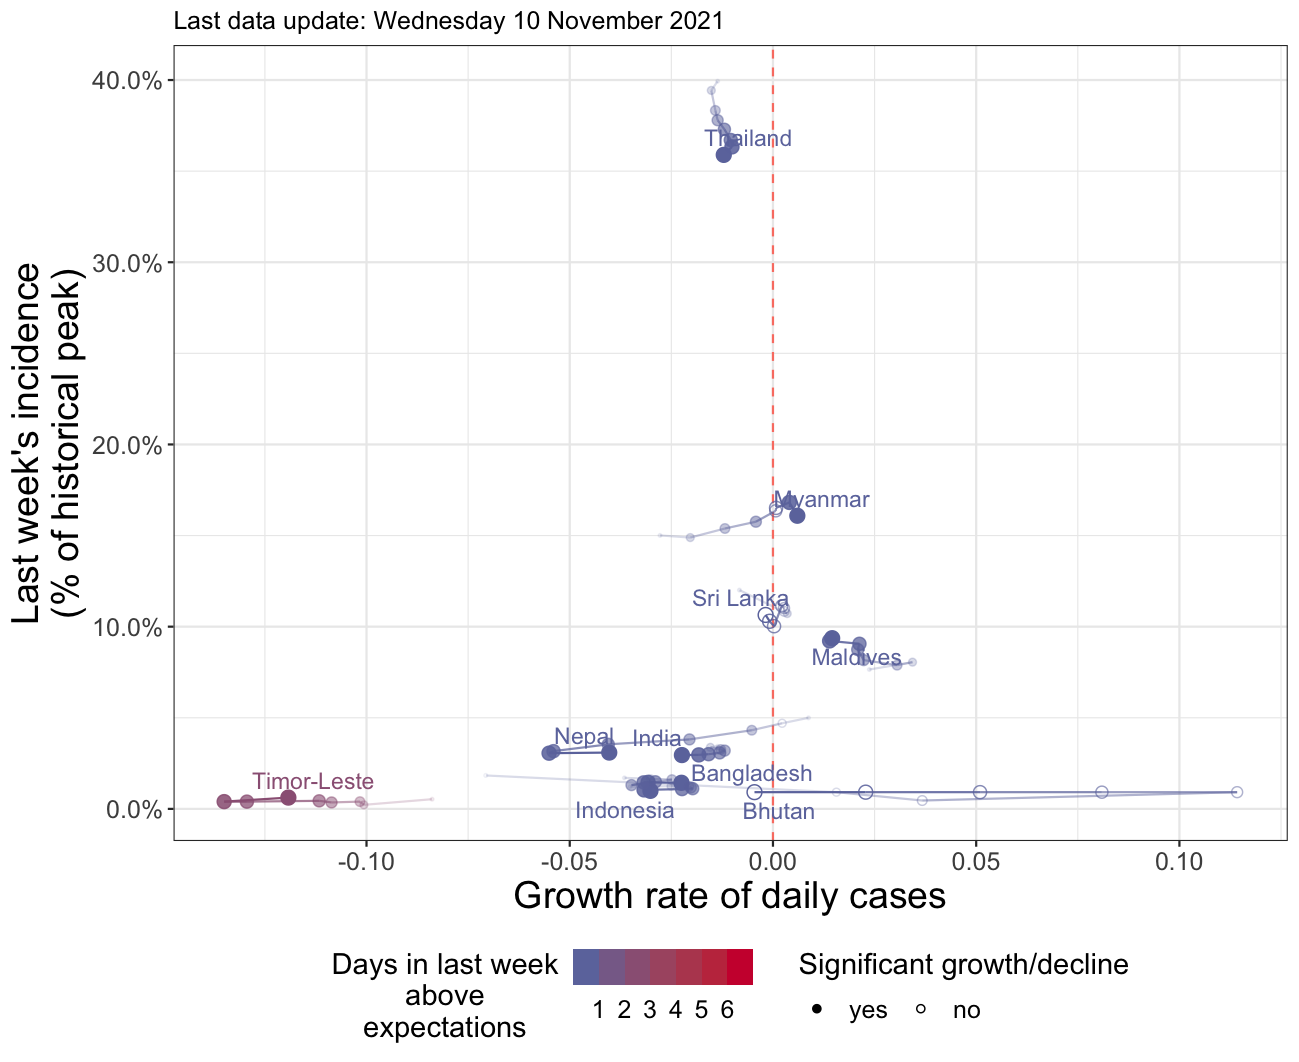 Last data update: Wednesday 10 November 2021
Last week's incidence
(% of historical peak)
40.0%
30.0%
20.0%
10.0%
0.0%
Thailand
Myanmar
Sri Lanka
Maldives
Nepal
India
Bangladesh
Timor-Leste
Indonesia
Bhutan
-0.10
-0.05
0.00
0.05
0.10
Growth rate of daily cases
Days in last week
above
expectations
1 2 3 4 5 6
Significant growth/decline
yes
no